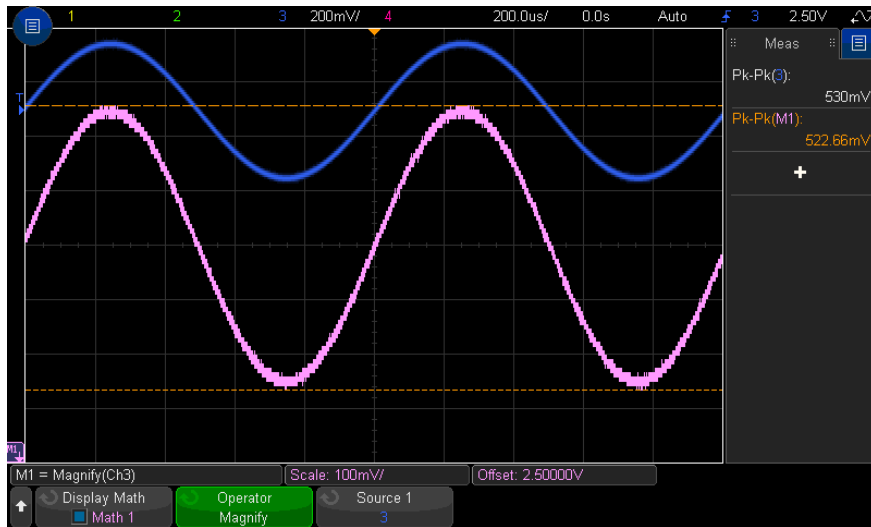 1 2 3 200mV/ 4 200.0us/ 0.0s Auto 3 2.50V
Meas
Pk-Pk(3):
530mV
Pk-Pk(M1):
522.66mV
+
T
M1
M1 = Magnify(Ch3) Scale: 100mV/ Offset: 2.50000V
Display Math
Math 1
Operator
Magnify
Source 1
3